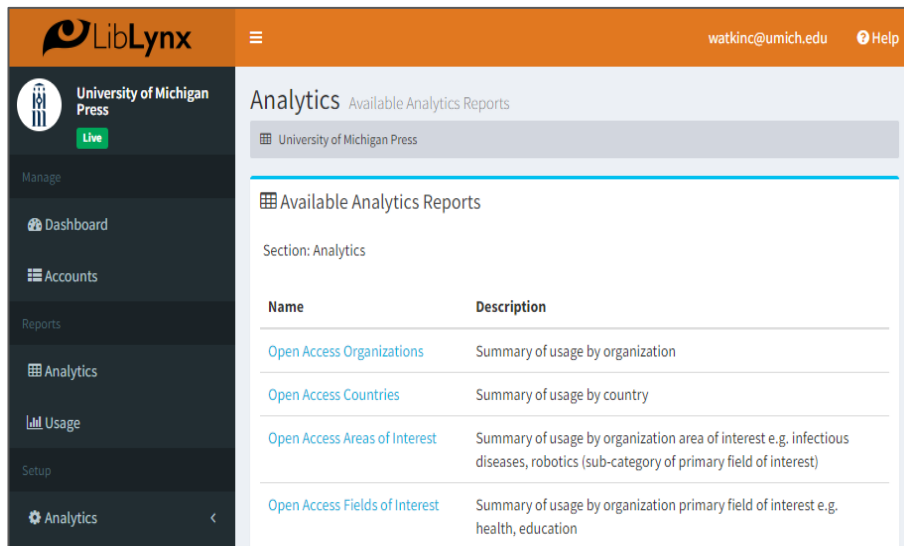 LibLynx
watkinc@umich.edu
Help
University of Michigan
Press
Live
Manage
Dashboard
Accounts
Reports
Analytics
Usage
Setup
Analytics
Analytics Available Analytics Reports
University of Michigan Press
Available Analytics Reports
Section: Analytics
Name Description
Open Access Organizations Summary of usage by organization
Open Access Countries Summary of usage by country
Open Access Areas of Interest Summary of usage by organization area of interest e.g. infectious
diseases, robotics (sub-category of primary field of interest)
Open Access Fields of Interest Summary of usage by organization primary field of interest e.g.
health, education